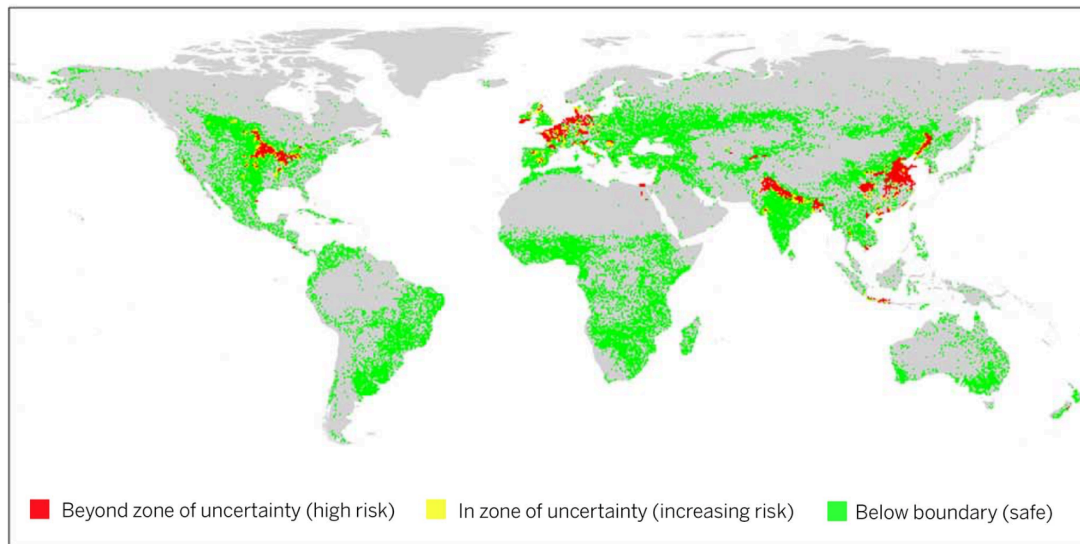 Beyond zone of uncertainty (high risk) In zone of uncertainty (increasing risk) Below boundary (safe)